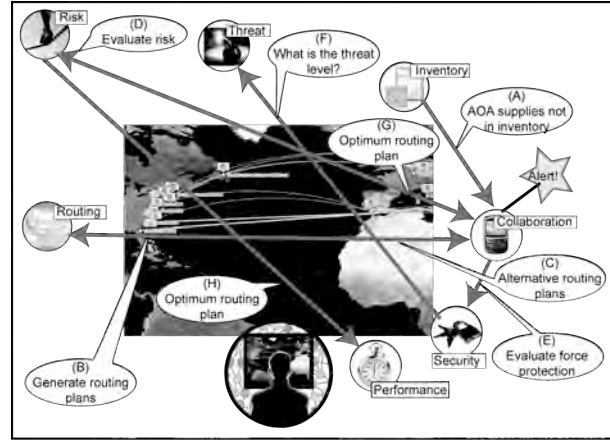 Risk
(D)
Evaluate risk
Threat
(F)
What is the threat
level?
Inventory
(A)
AOA supplies not
in inventory
(G)
Optimum routing
plan
Alert!
Routing
Collaboration
(H)
Optimum routing
plan
(C)
Alternative routing
plans
(B)
Generate routing
plans
Performance
Security
(E)
Evaluate force
protection